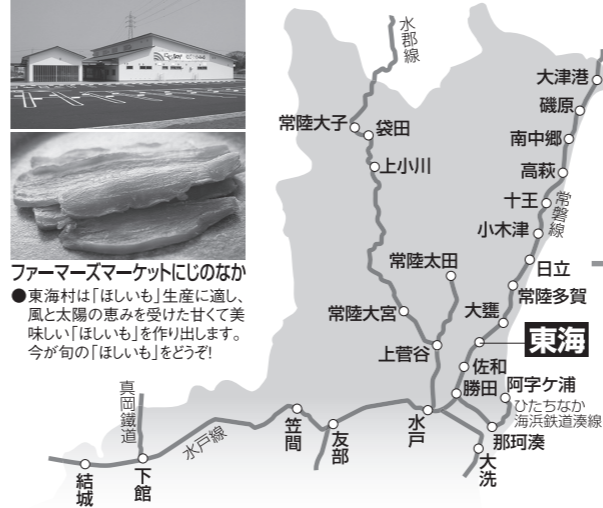 ファーマーズマーケットにじのなか
●東海村は「ほしいも」生産に適し、
風と太陽の恵みを受けた甘くて美
味しい「ほしいも」を作り出します。
今が旬の「ほしいも」をどうぞ!
水郡線
常陸大子
袋田
上小川
常陸太田
常陸大宮
上菅谷
大津港
磯原
南中郷
高萩
十王
常磐線
小木津
日立
常陸多賀
大甕
東海
佐和
勝田
阿字ケ浦
ひたちなか
海浜鉄道湊線
那珂湊
大洗
水戸
友部
笠間
水戸線
真岡鐵道
下館
結城